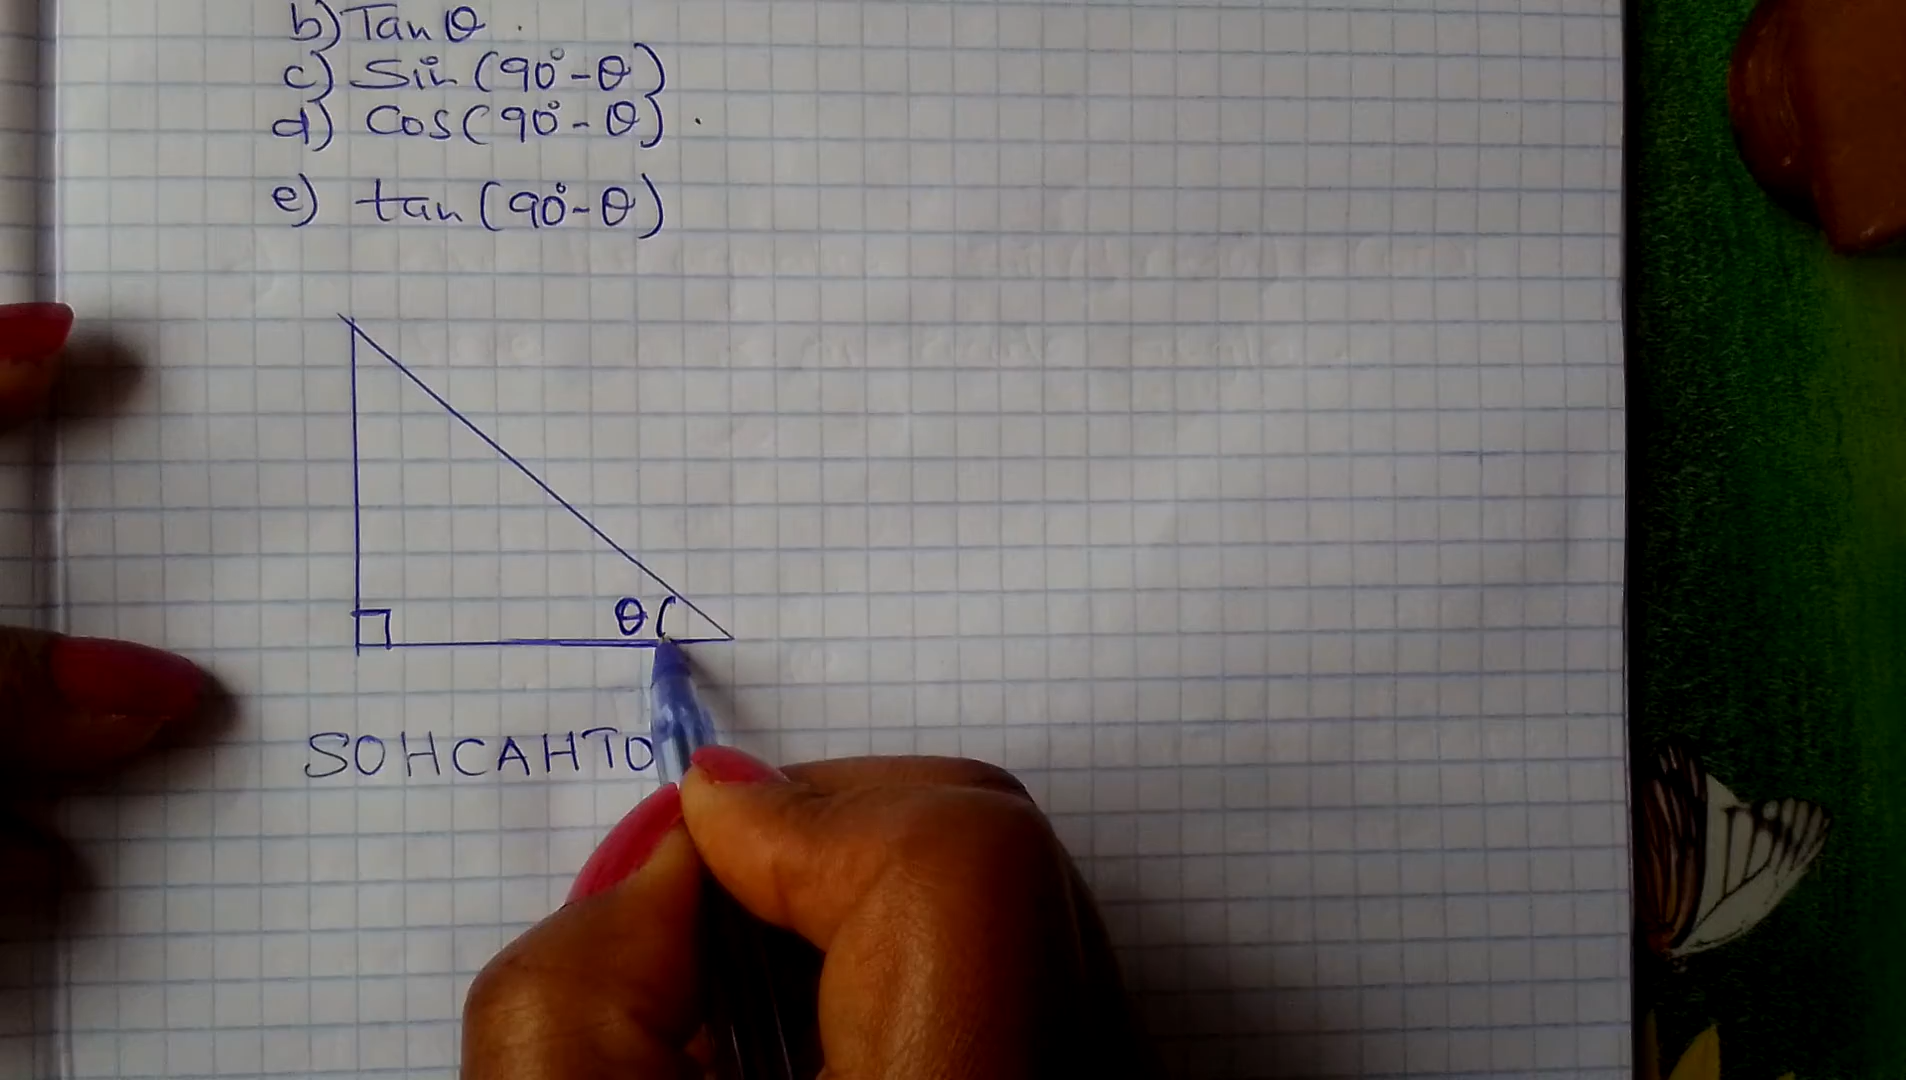 b) Tan θ.
c) Sin (90° - θ)
d) Cos (90° - θ).
e) tan (90° - θ)
θ
SOHCAHTO